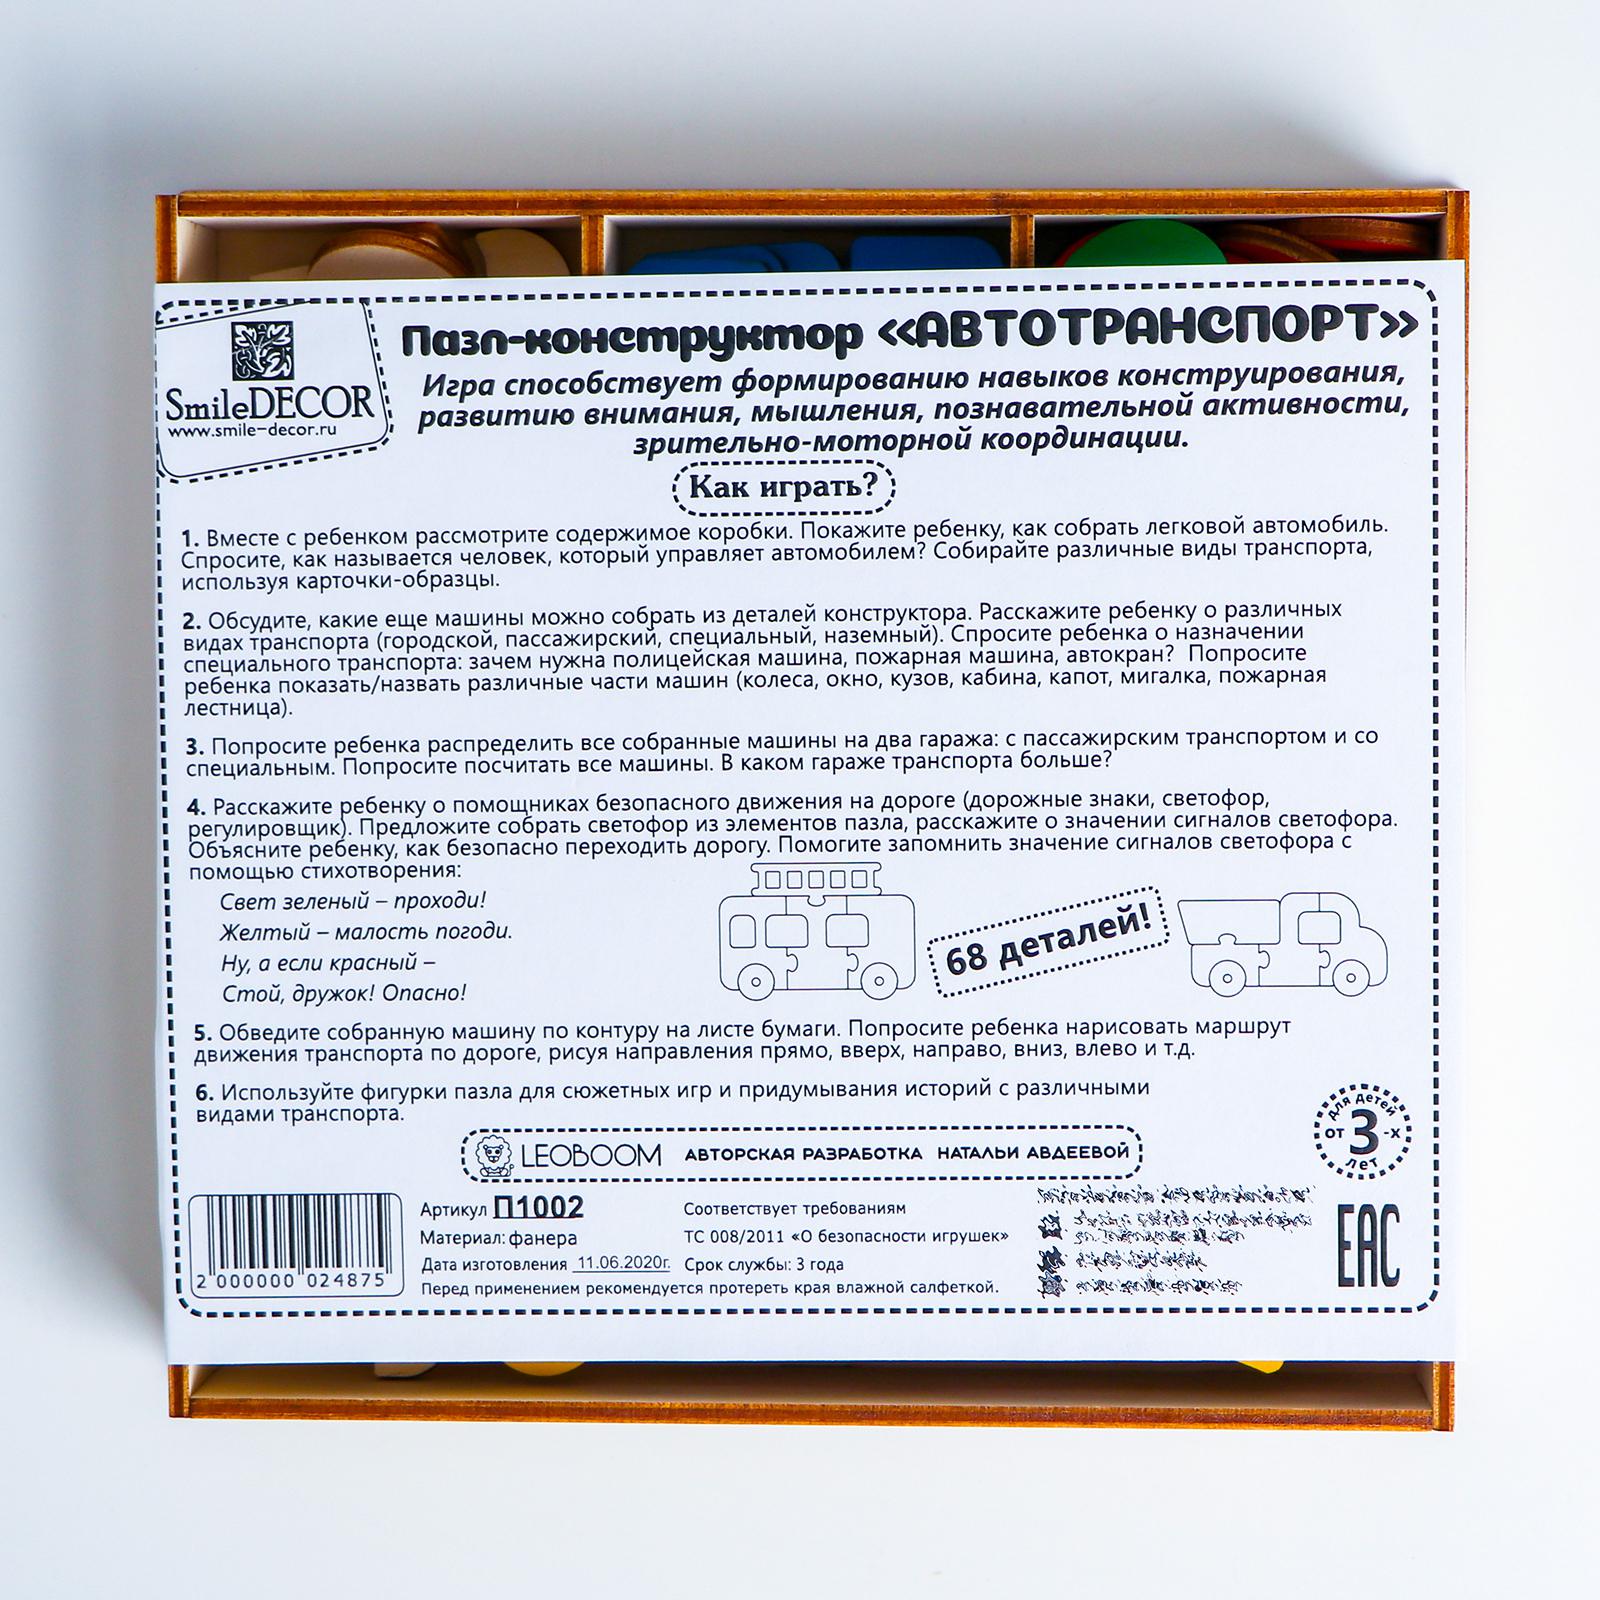 SmileDECOR
www.smile-decor.ru
Пазл-конструктор «АВТОТРАНСПОРТ»
Игра способствует формированию навыков конструирования,
развитию внимания, мышления, познавательной активности,
зрительно-моторной координации.
Как играть?
1. Вместе с ребенком рассмотрите содержимое коробки. Покажите ребенку, как собрать легковой автомобиль.
Спросите, как называется человек, который управляет автомобилем? Собирайте различные виды транспорта,
используя карточки-образцы.
2. Обсудите, какие еще машины можно собрать из деталей конструктора. Расскажите ребенку о различных
видах транспорта (городской, пассажирский, специальный, наземный). Спросите ребенка о назначении
специального транспорта: зачем нужна полицейская машина, пожарная машина, автокран? Попросите
ребенка показать/назвать различные части машин (колеса, окно, кузов, кабина, капот, мигалка, пожарная
лестница).
3. Попросите ребенка распределить все собранные машины на два гаража: с пассажирским транспортом и со
специальным. Попросите посчитать все машины. В каком гараже транспорта больше?
4. Расскажите ребенку о помощниках безопасного движения на дороге (дорожные знаки, светофор,
регулировщик). Предложите собрать светофор из элементов пазла, расскажите о значении сигналов светофора.
Объясните ребенку, как безопасно переходить дорогу. Помогите запомнить значение сигналов светофора с
помощью стихотворения:
Свет зеленый – проходи!
Желтый – малость погоди.
Ну, а если красный –
Стой, дружок! Опасно!
68 деталей!
5. Обведите собранную машину по контуру на листе бумаги. Попросите ребенка нарисовать маршрут
движения транспорта по дороге, рисуя направления прямо, вверх, направо, вниз, влево и т.д.
6. Используйте фигурки пазла для сюжетных игр и придумывания историй с различными
видами транспорта.
для детей
от 3-х
лет
LEOBOOM АВТОРСКАЯ РАЗРАБОТКА НАТАЛЬИ АВДЕЕВОЙ
2 000000 024875
Артикул П1002
Материал: фанера
Дата изготовления 11.06.2020г.
Соответствует требованиям
ТС 008/2011 «О безопасности игрушек»
Срок службы: 3 года
Перед применением рекомендуется протереть края влажной салфеткой.
EAC